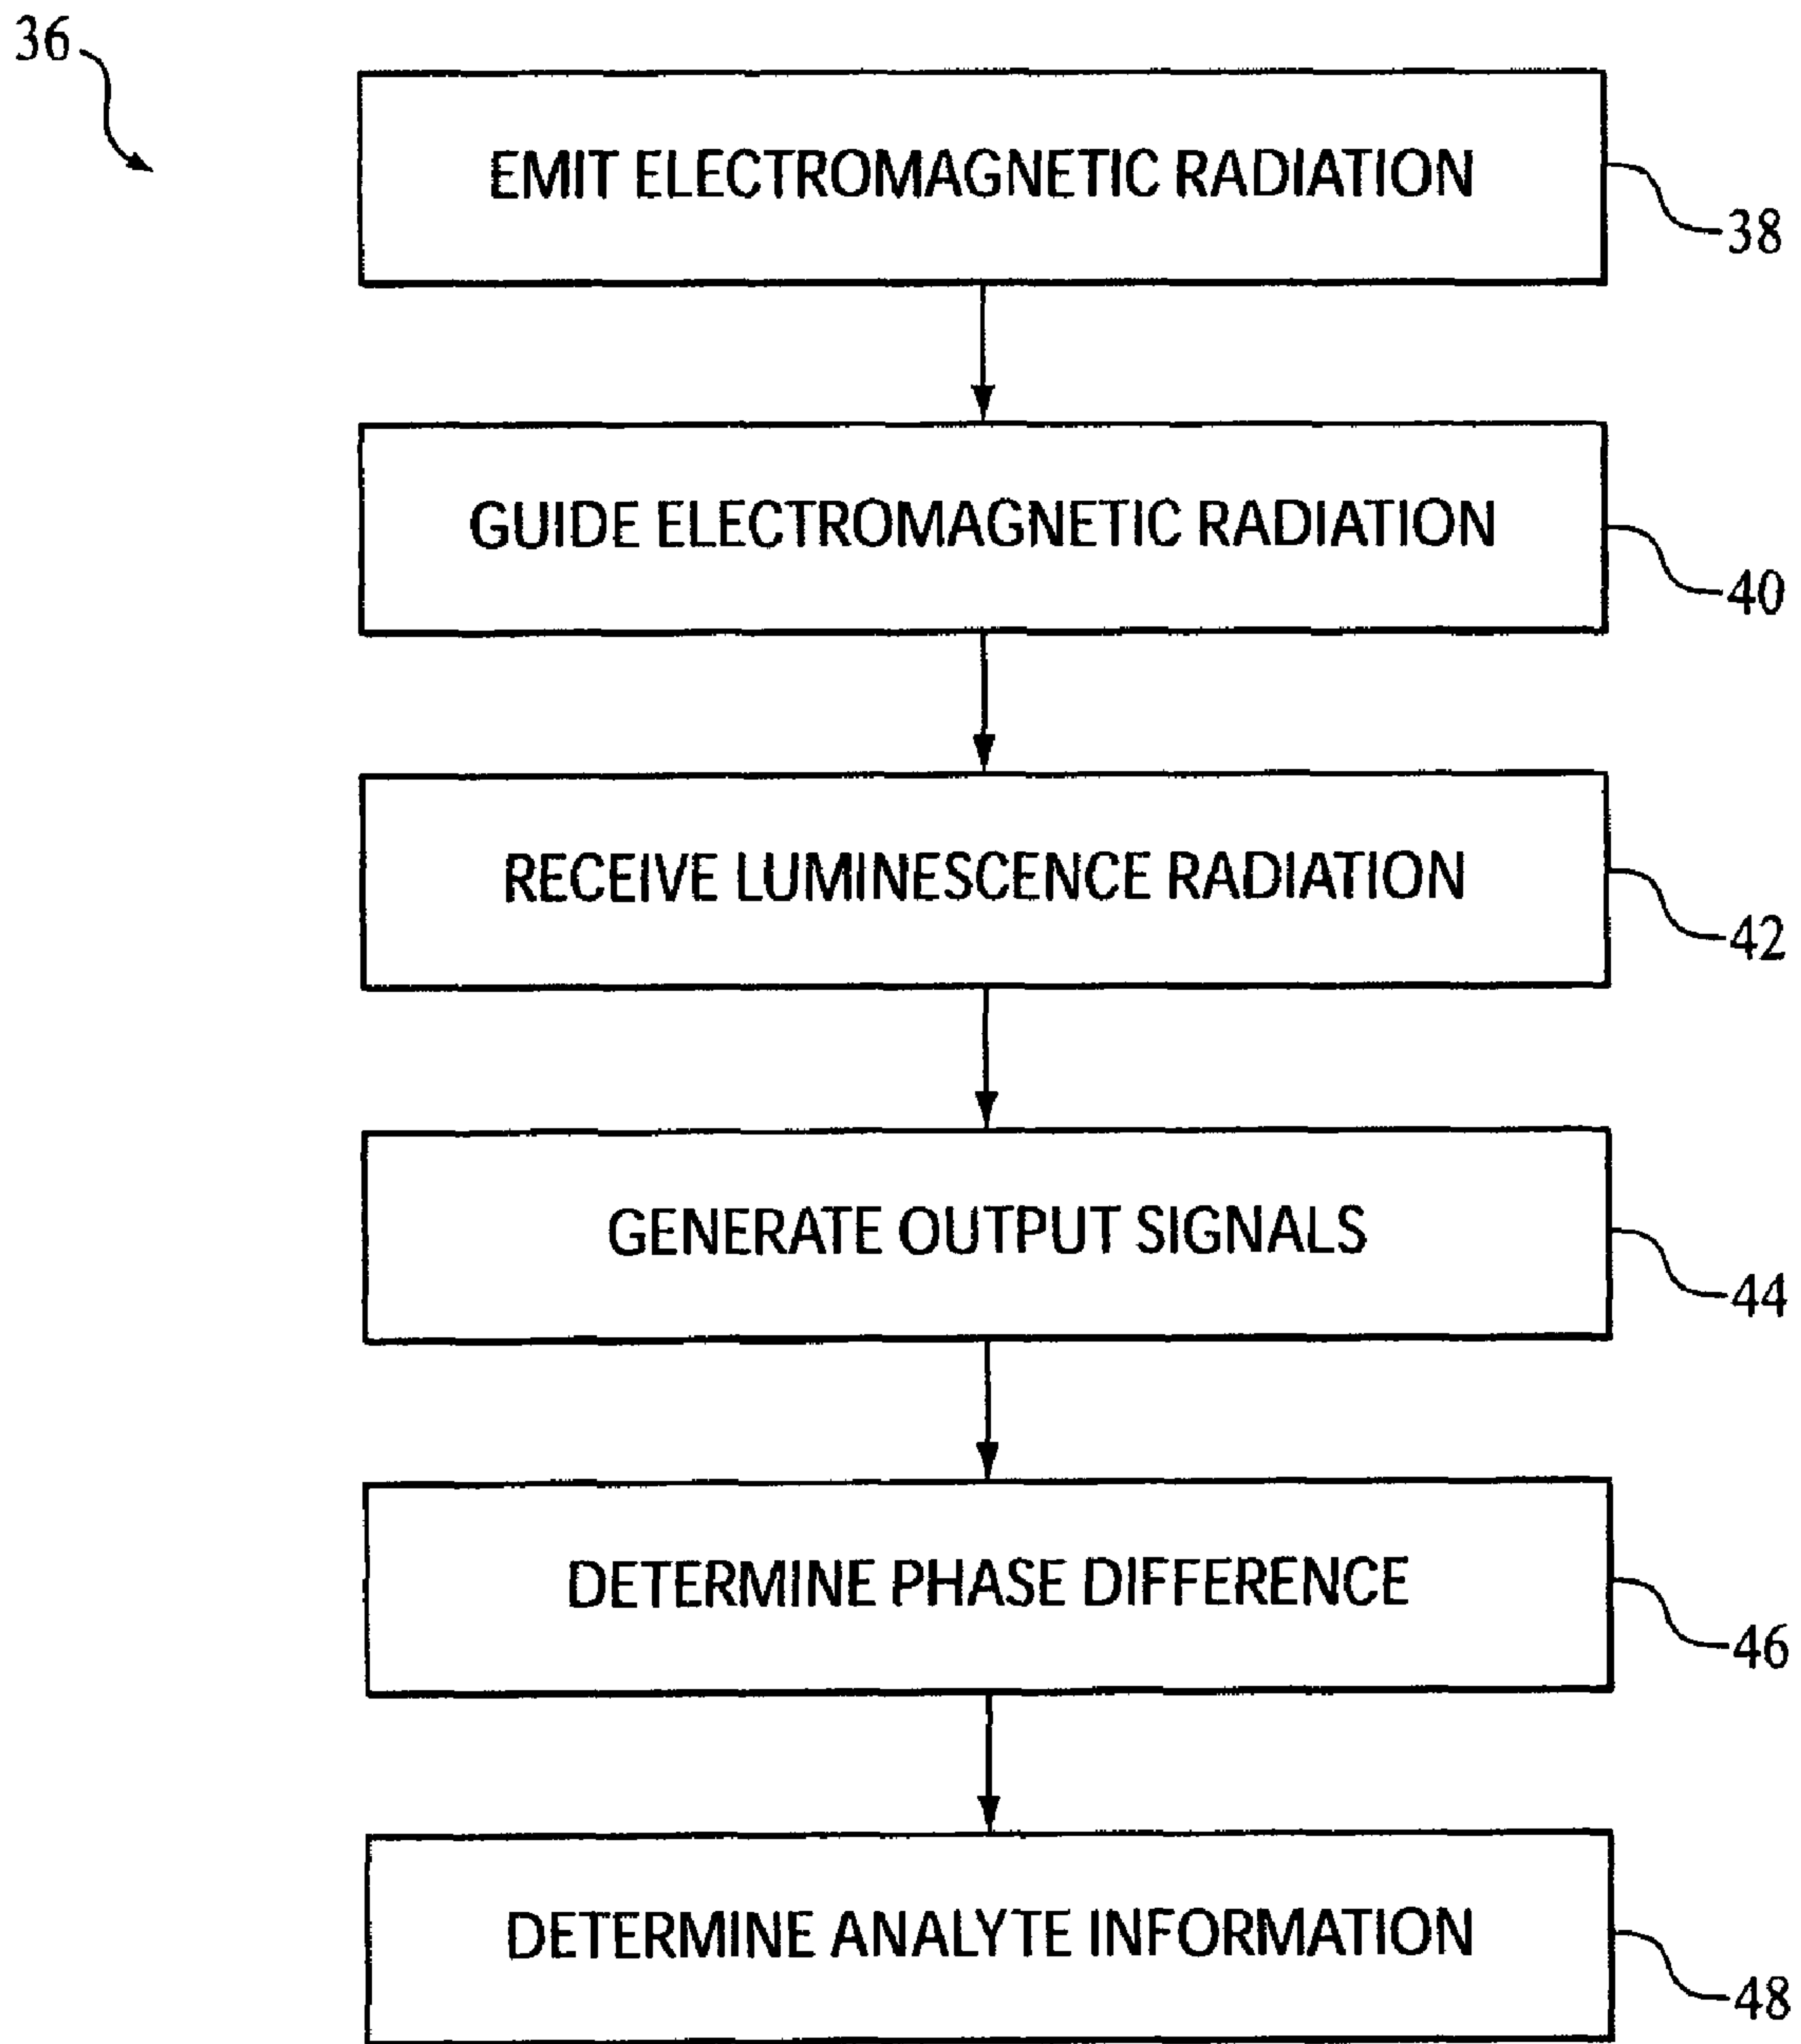 36
EMIT ELECTROMAGNETIC RADIATION
38
GUIDE ELECTROMAGNETIC RADIATION
40
RECEIVE LUMINESCENCE RADIATION
42
GENERATE OUTPUT SIGNALS
44
DETERMINE PHASE DIFFERENCE
46
DETERMINE ANALYTE INFORMATION
48